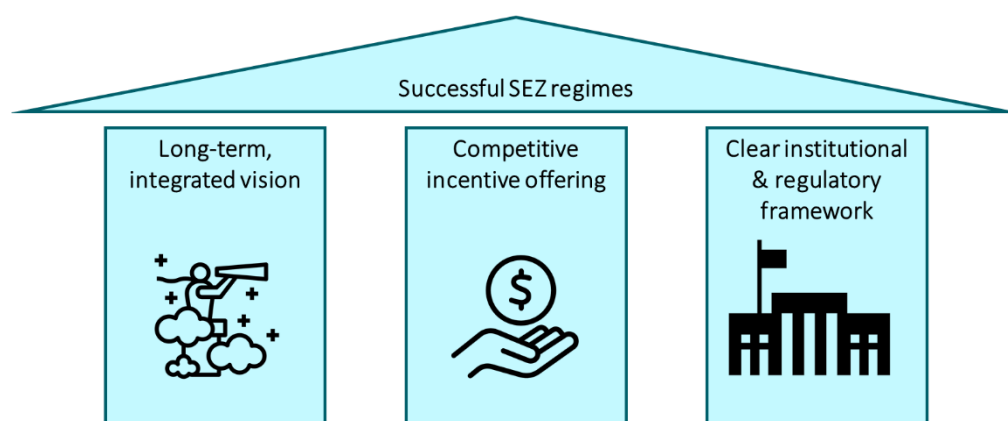 Successful SEZ regimes
Long-term,
integrated vision
Competitive
incentive offering
Clear institutional
& regulatory
framework
$